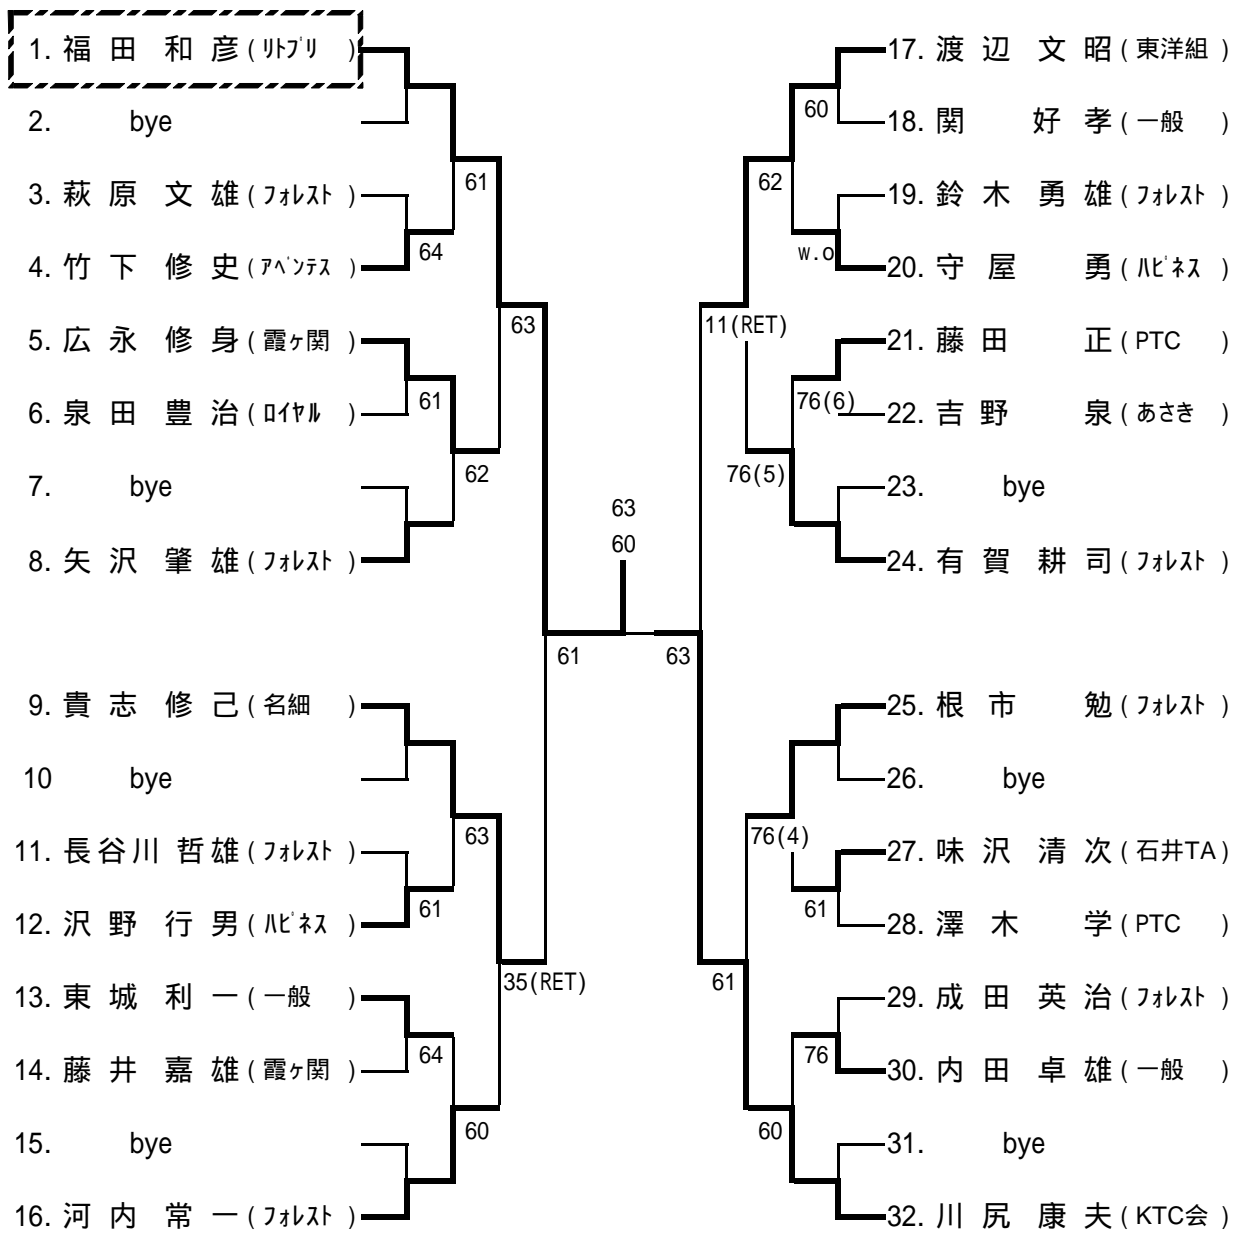 1. 福田 和彦 (ﾘﾄﾌﾟﾘ)
2. bye
61
3. 萩原 文雄 (ﾌｫﾚｽﾄ)
64
4. 竹下 修史 (ｱﾍﾞﾝﾃｽ)
63
5. 広永 修身 (霞ヶ関)
61
6. 泉田 豊治 (ﾛｲﾔﾙ)
62
7. bye
8. 矢沢 肇雄 (ﾌｫﾚｽﾄ)
63
60
61
63
9. 貴志 修己 (名細)
10 bye
63
11. 長谷川 哲雄 (ﾌｫﾚｽﾄ)
61
12. 沢野 行男 (ﾊﾋﾟﾈｽ)
35(RET)
13. 東城 利一 (一般)
64
14. 藤井 嘉雄 (霞ヶ関)
60
15. bye
16. 河内 常一 (ﾌｫﾚｽﾄ)
17. 渡辺 文昭 (東洋組)
60
18. 関 好孝 (一般)
62
19. 鈴木 勇雄 (ﾌｫﾚｽﾄ)
w.o
20. 守屋 勇 (ﾊﾋﾟﾈｽ)
11(RET)
21. 藤田 正 (PTC)
76(6)
22. 吉野 泉 (あさき)
76(5)
23. bye
24. 有賀 耕司 (ﾌｫﾚｽﾄ)
25. 根市 勉 (ﾌｫﾚｽﾄ)
26. bye
76(4)
27. 味沢 清次 (石井TA)
61
28. 澤木 学 (PTC)
61
29. 成田 英治 (ﾌｫﾚｽﾄ)
76
30. 内田 卓雄 (一般)
60
31. bye
32. 川尻 康夫 (KTC会)